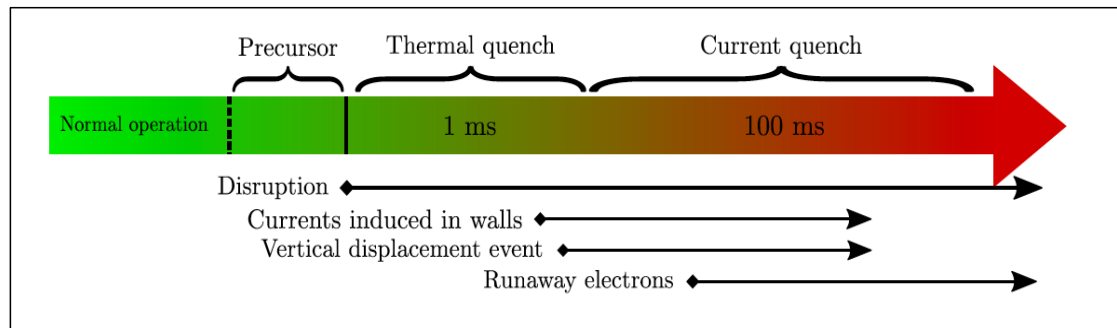 Precursor
Thermal quench
Current quench
Normal operation
1 ms
100 ms
Disruption
Currents induced in walls
Vertical displacement event
Runaway electrons